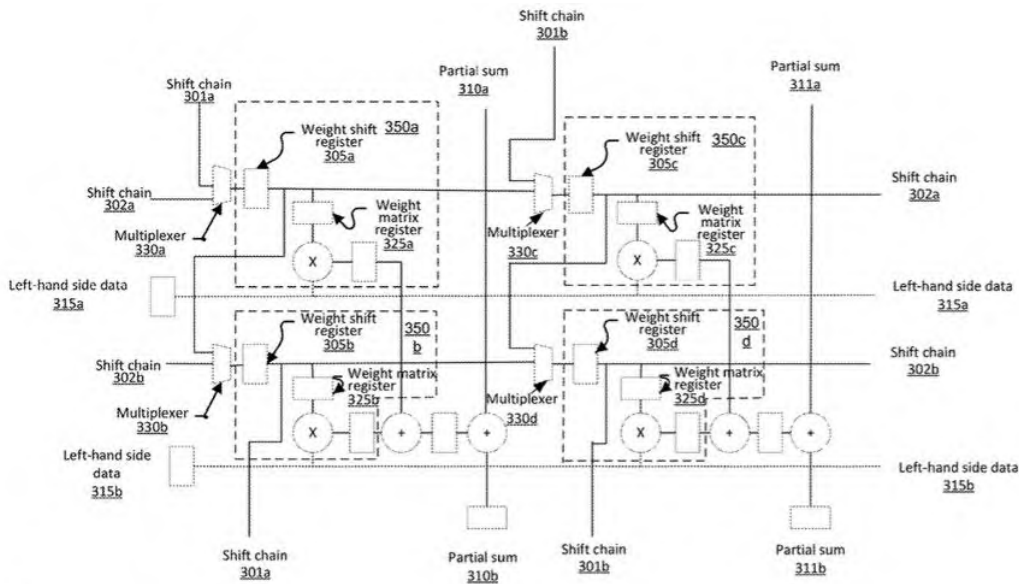 Shift chain
301b
Partial sum
310a
Partial sum
311a
Shift chain
301a
Weight shift
register
305a
350a
Weight shift
register
305c
350c
Shift chain
302a
Multiplexer
330a
Weight
matrix
register
325a
Multiplexer
330c
Weight
matrix
register
325c
Shift chain
302a
X
X
Left-hand side data
315a
Left-hand side data
315a
Weight shift
register
305b
350
b
Weight shift
register
305d
350
d
Shift chain
302b
Shift chain
302b
Multiplexer
330b
Weight matrix
register
325b
Multiplexer
330d
Weight matrix
register
325d
X
+
+
X
+
+
Left-hand side
data
315b
Left-hand side data
315b
Shift chain
301a
Partial sum
310b
Shift chain
301b
Partial sum
311b